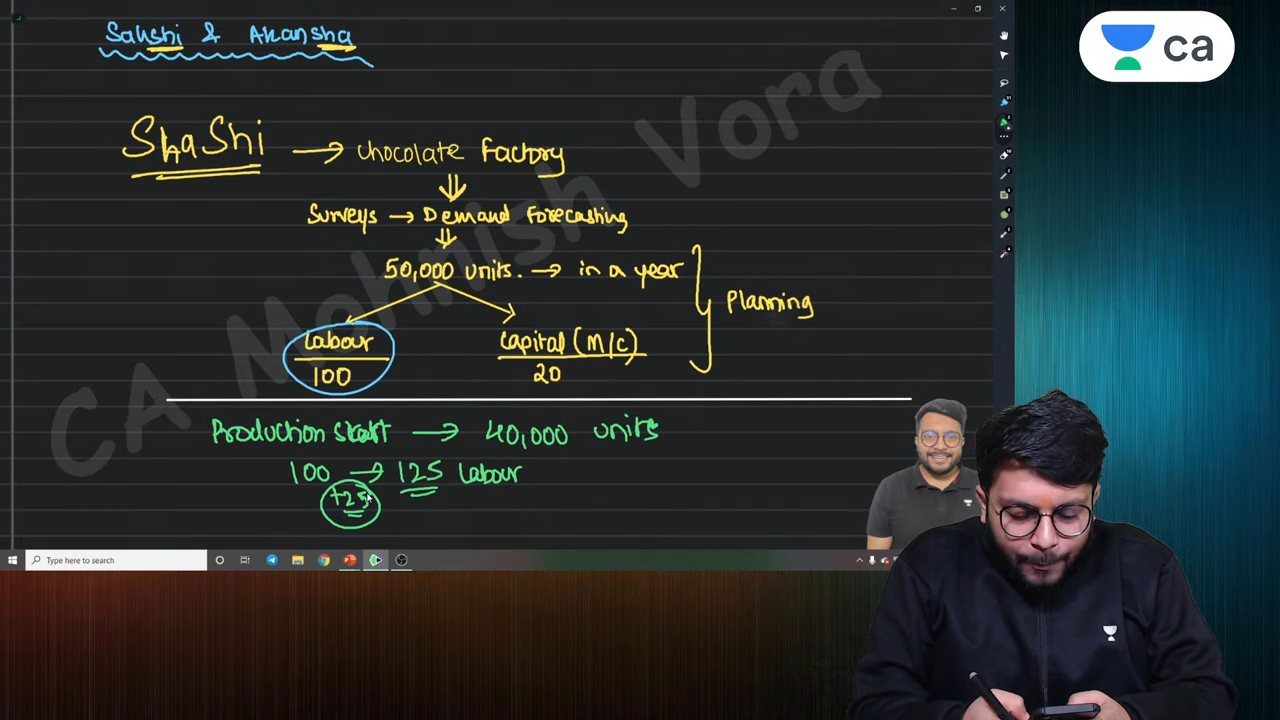 Sakshi & Akansha
ca
ShaShi → chocolate Factory
Surveys → Demand Forecasting
50,000 units. → in a year
Planning
Labour
100
Capital (M/c)
20
Production start → 40,000 units
100 → 125 Labour
+25
CA Mohnish Vora
Type here to search